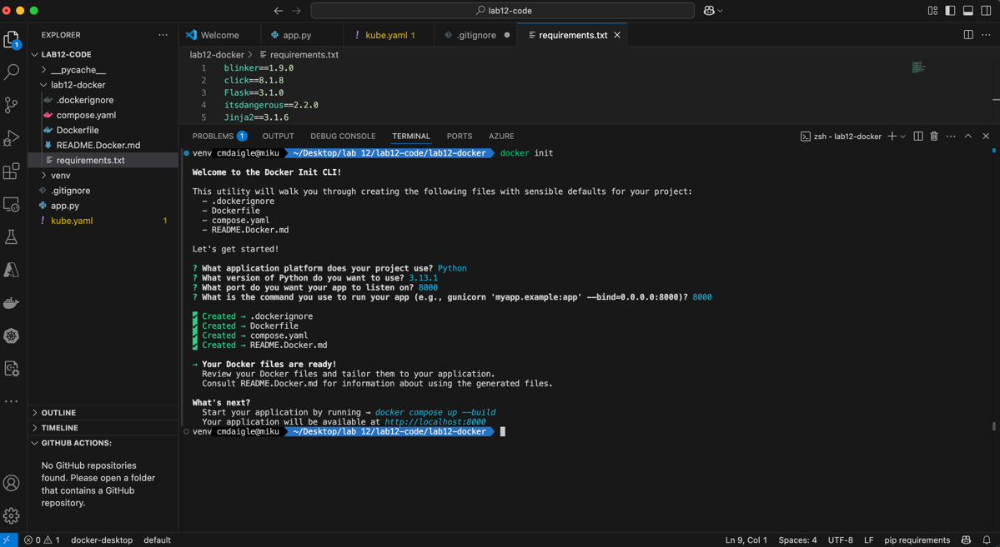 lab12-code
EXPLORER
LAB12-CODE
__pycache__
lab12-docker
.dockerignore
compose.yaml
Dockerfile
README.Docker.md
requirements.txt
venv
.gitignore
app.py
! kube.yaml 1
OUTLINE
TIMELINE
GITHUB ACTIONS:
No GitHub repositories
found. Please open a folder
that contains a GitHub
repository.
1
Welcome
app.py
! kube.yaml 1
.gitignore
requirements.txt
lab12-docker > requirements.txt
1 blinker==1.9.0
2 click==8.1.8
3 Flask==3.1.0
4 itsdangerous==2.2.0
5 Jinja2==3.1.6
PROBLEMS 1 OUTPUT DEBUG CONSOLE TERMINAL PORTS AZURE
zsh - lab12-docker
venv cmdaigle@miku ~/Desktop/lab 12/lab12-code/lab12-docker docker init
Welcome to the Docker Init CLI!
This utility will walk you through creating the following files with sensible defaults for your project:
- .dockerignore
- Dockerfile
- compose.yaml
- README.Docker.md
Let's get started!
? What application platform does your project use? Python
? What version of Python do you want to use? 3.13.1
? What port do you want your app to listen on? 8000
? What is the command you use to run your app (e.g., gunicorn 'myapp.example:app' --bind=0.0.0.0:8000)? 8000
✔ Created → .dockerignore
✔ Created → Dockerfile
✔ Created → compose.yaml
✔ Created → README.Docker.md
→ Your Docker files are ready!
Review your Docker files and tailor them to your application.
Consult README.Docker.md for information about using the generated files.
What's next?
Start your application by running → docker compose up --build
Your application will be available at http://localhost:8000
venv cmdaigle@miku ~/Desktop/lab 12/lab12-code/lab12-docker
0 1 docker-desktop default
Ln 9, Col 1 Spaces: 4 UTF-8 LF pip requirements